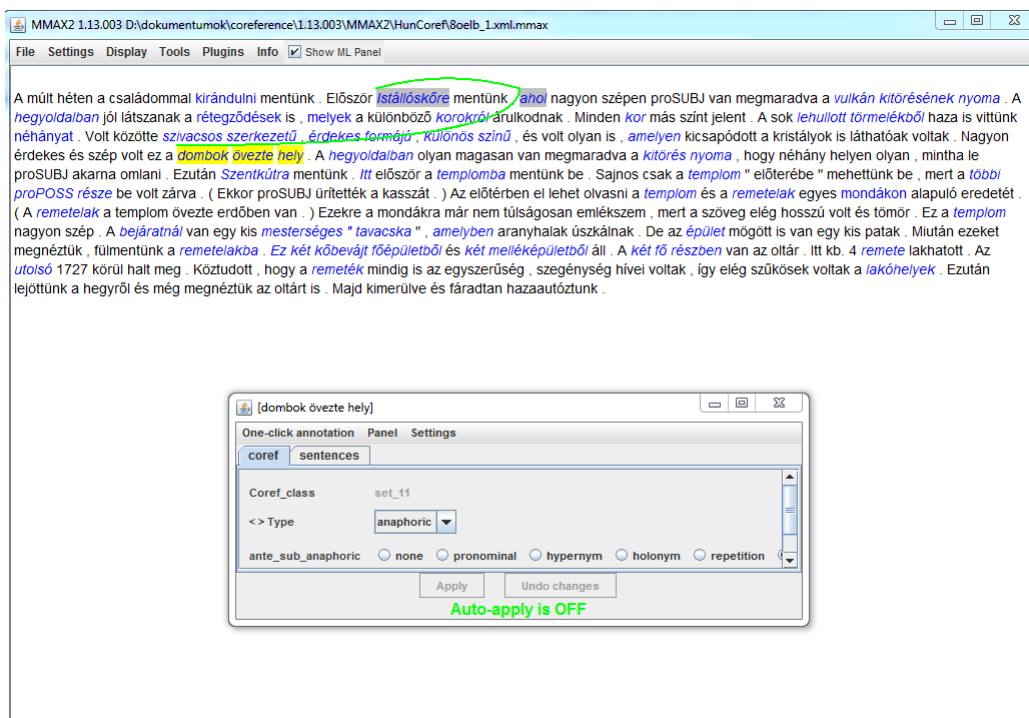 MMAX2 1.13.003 D:\dokumentumok\coreference\1.13.003\MMAX2\HunCoref\8oelb_1.xml.mmax
File Settings Display Tools Plugins Info Show ML Panel
A múlt héten a családommal kirándulni mentünk . Először Istállóskőre mentünk , ahol nagyon szépen proSUBJ van megmaradva a vulkán kitörésének nyoma . A
hegyoldalban jól látszanak a rétegződések is , melyek a különböző korokról árulkodnak . Minden kor más színt jelent . A sok lehullott törmelékből haza is vittünk
néhányat . Volt közötte szivacsos szerkezetű , érdekes formájú , különös színű , és volt olyan is , amelyen kicsapódott a kristályok is láthatóak voltak . Nagyon
érdekes és szép volt ez a dombok övezte hely . A hegyoldalban olyan magasan van megmaradva a kitörés nyoma , hogy néhány helyen olyan , mintha le
proSUBJ akarna omlani . Ezután Szentkútra mentünk . Itt először a templomba mentünk be . Sajnos csak a templom " előterébe " mehettünk be , mert a többi
proPOSS része be volt zárva . ( Ekkor proSUBJ ürítették a kasszát . ) Az előtérben el lehet olvasni a templom és a remetelak egyes mondákon alapuló eredetét .
( A remetelak a templom övezte erdőben van . ) Ezekre a mondákra már nem túlságosan emlékszem , mert a szöveg elég hosszú volt és tömör . Ez a templom
nagyon szép . A bejáratnál van egy kis mesterséges " tavacska " , amelyben aranyhalak úszkálnak . De az épület mögött is van egy kis patak . Miután ezeket
megnéztük , fülmentünk a remetelakba . Ez két kőbevájt főépületből és két melléképületből áll . A két fő részben van az oltár . Itt kb. 4 remete lakhatott . Az
utolsó 1727 körül halt meg . Köztudott , hogy a remeték mindig is az egyszerűség , szegénység hívei voltak , így elég szűkösek voltak a lakóhelyek . Ezután
lejöttünk a hegyről és még megnéztük az oltárt is . Majd kimerülve és fáradtan hazaautóztunk .
[dombok övezte hely]
One-click annotation Panel Settings
coref sentences
Coref_class set_11
<> Type anaphoric
ante_sub_anaphoric none pronominal hypernym holonym repetition
Apply Undo changes
Auto-apply is OFF